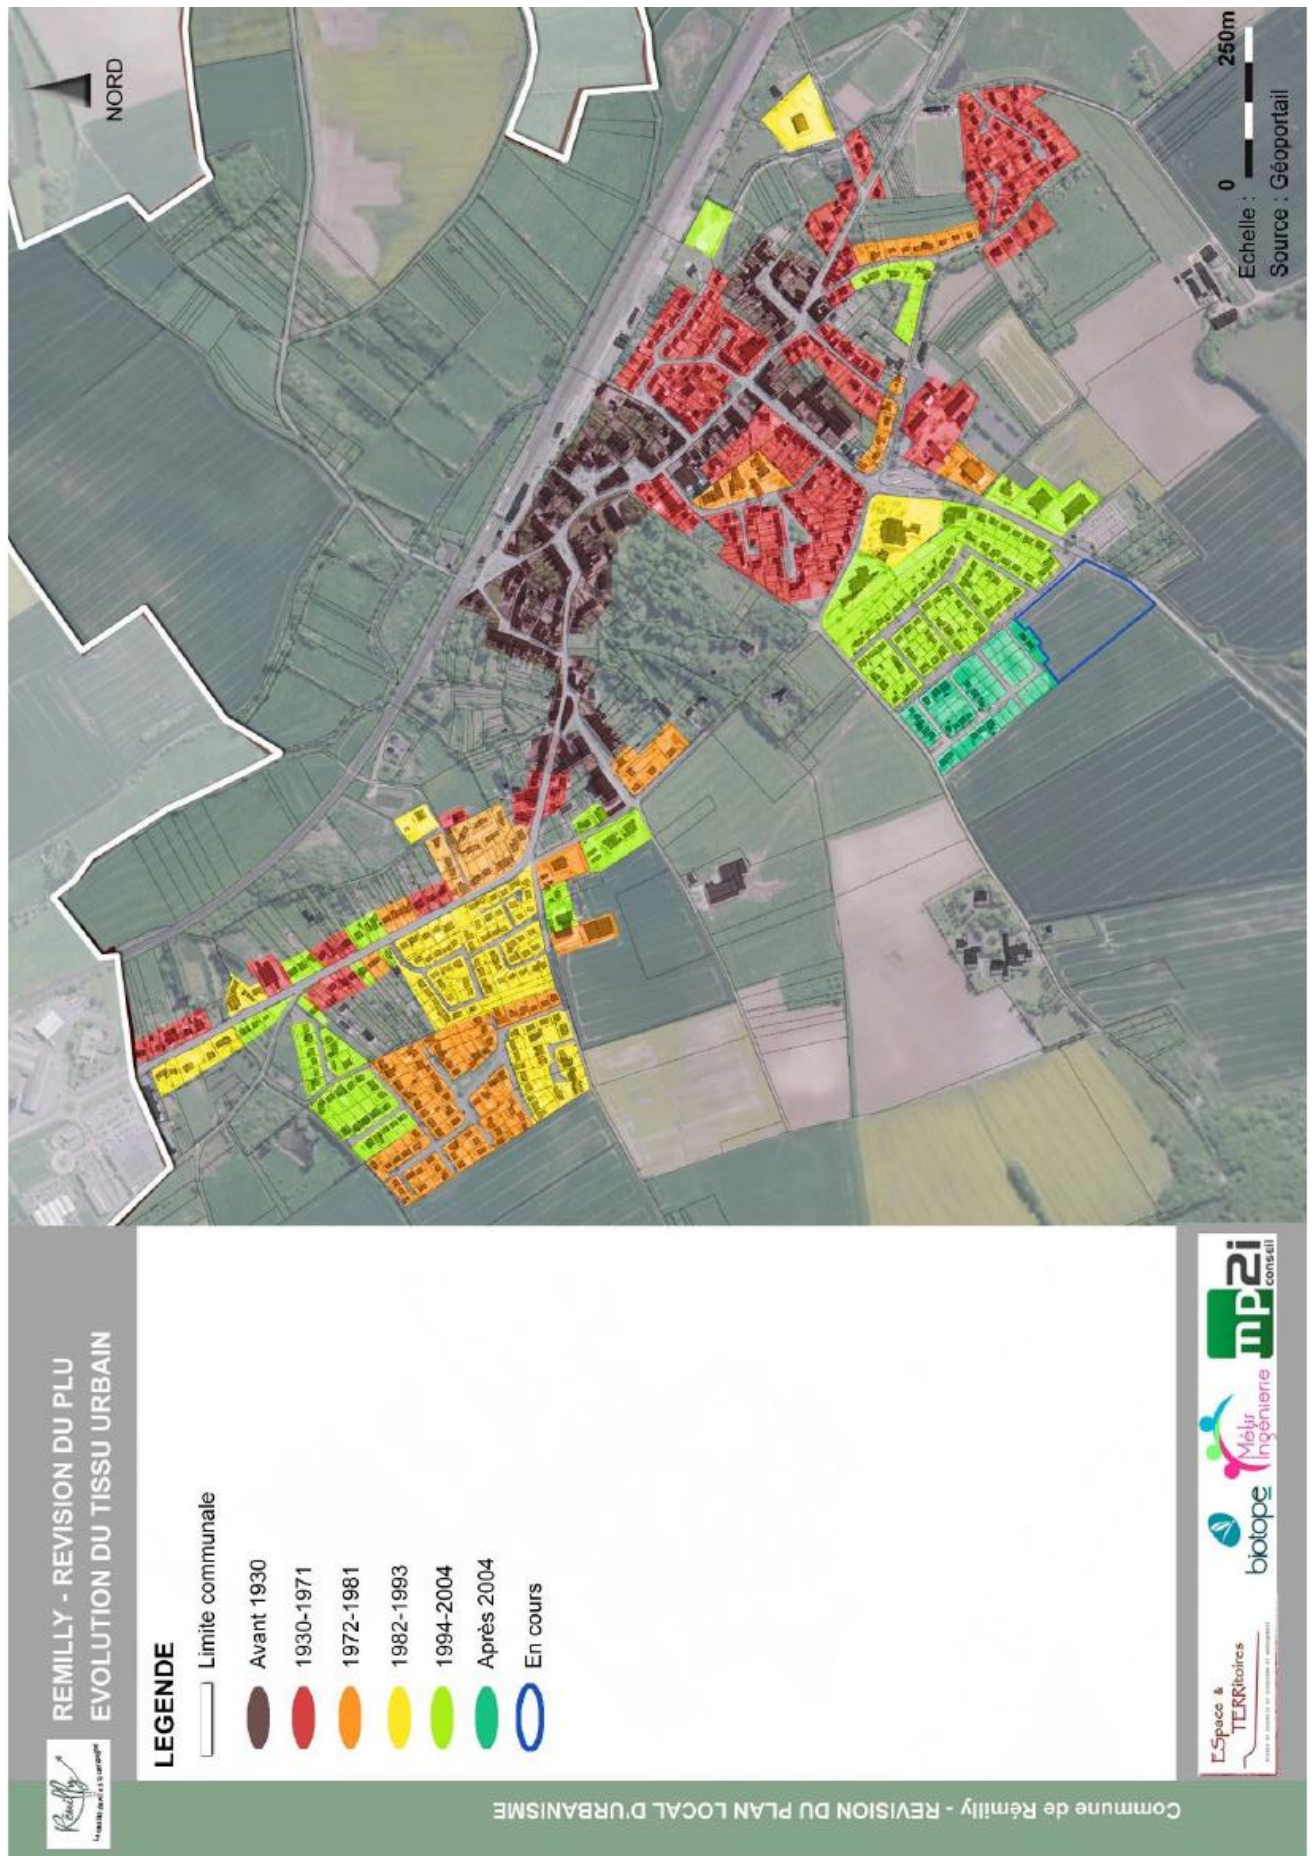 REMILLY - REVISION DU PLU
EVOLUTION DU TISSU URBAIN
Rémilly
LEGENDE
Limite communale
Avant 1930
1930-1971
1972-1981
1982-1993
1994-2004
Après 2004
En cours
NORD
Echelle : 0 250m
Source : Géoportail
ESpace &
TERRitoires
biotope
Métis
Ingénierie
mp2i
conseil
Commune de Rémilly - REVISION DU PLAN LOCAL D'URBANISME